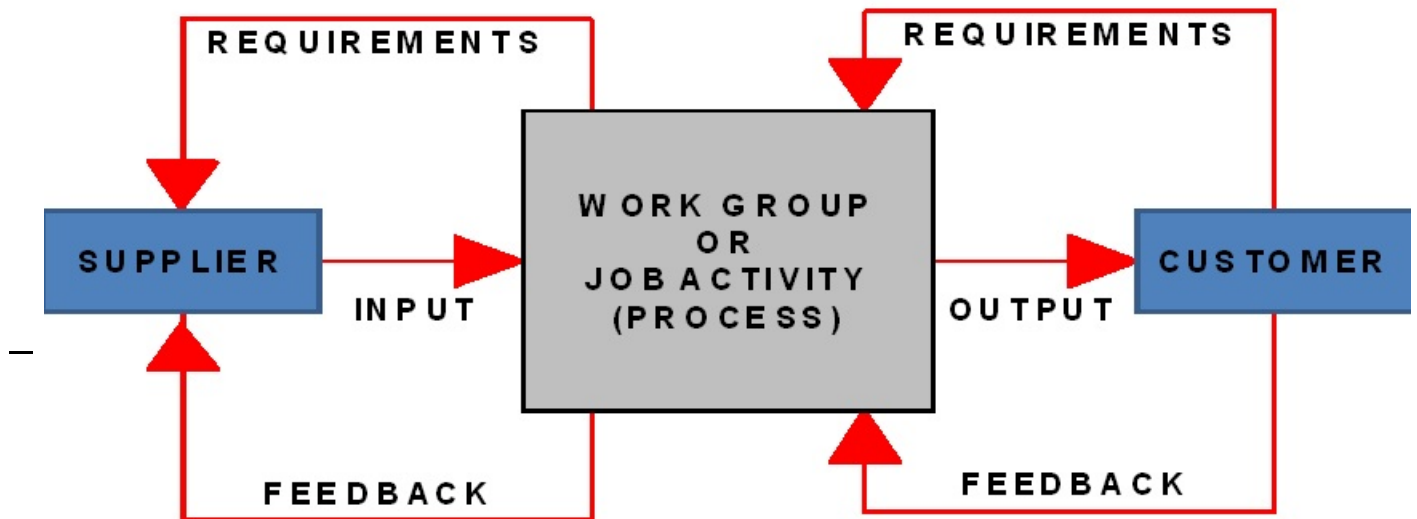 REQUIREMENTS
REQUIREMENTS
SUPPLIER
INPUT
WORK GROUP
OR
JOB ACTIVITY
(PROCESS)
OUTPUT
CUSTOMER
FEEDBACK
FEEDBACK